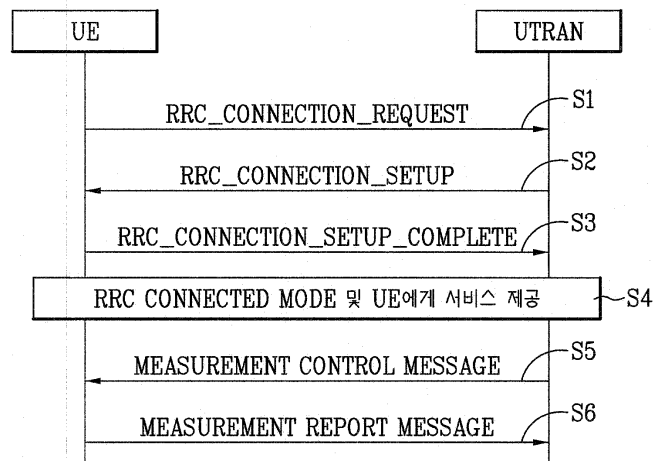 UE
UTRAN
RRC_CONNECTION_REQUEST
S1
RRC_CONNECTION_SETUP
S2
RRC_CONNECTION_SETUP_COMPLETE
S3
RRC CONNECTED MODE 및 UE에게 서비스 제공
S4
MEASUREMENT CONTROL MESSAGE
S5
MEASUREMENT REPORT MESSAGE
S6